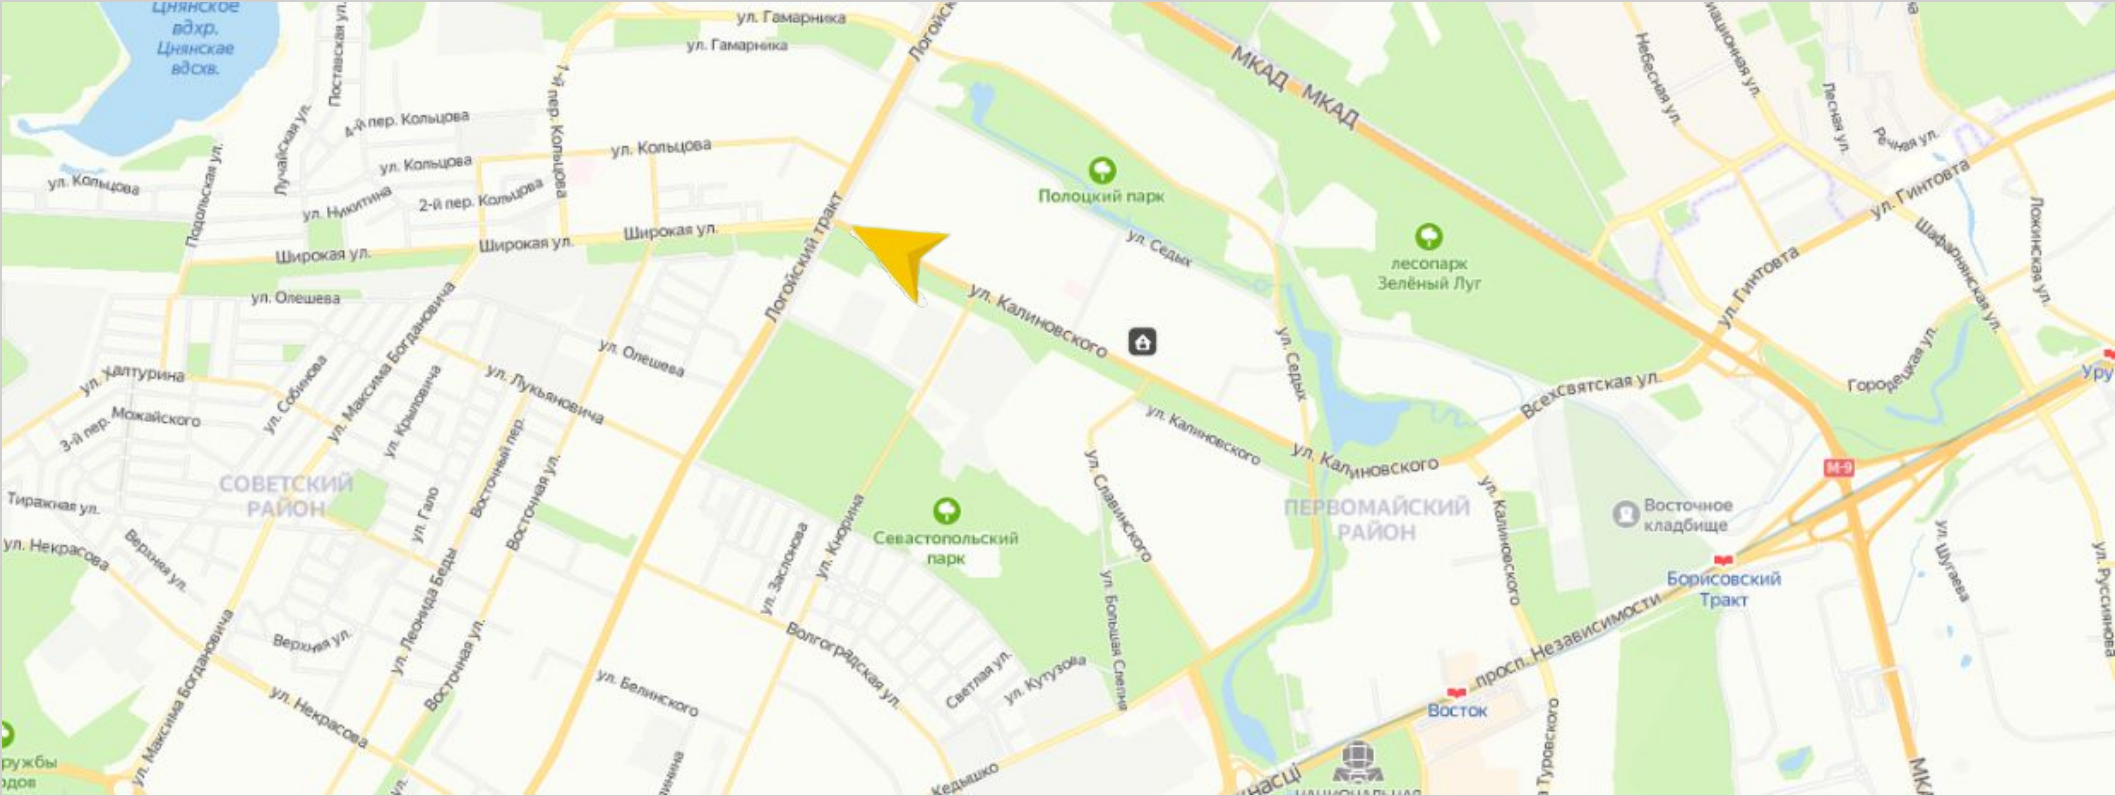 Цнянское
вдхр.
Цнянскае
вдсхв.
Поставская ул.
ул. Гамарника
ул. Гамарника
МКАД
МКАД
Небесная ул.
Лесная ул.
Речная ул.
Лучайская ул.
4-й пер. Кольцова
1-й пер. Кольцова
ул. Кольцова
ул. Кольцова
ул. Кольцова
Подольская ул.
ул. Никитина
2-й пер. Кольцова
Полоцкий парк
ул. Гинтовта
Ложинская ул.
Широкая ул.
Широкая ул.
Широкая ул.
Логойский тракт
ул. Седых
лесопарк
Зелёный Луг
Шафарнянская ул.
ул. Гинтовта
ул. Олешева
ул. Максима Богдановича
ул. Калиновского
ул. Седых
ул. Олешева
ул. Халтурина
ул. Собинова
ул. Крыловича
ул. Лукьяновича
Всехсвятская ул.
Городецкая ул.
3-й пер. Можайского
ул. Калиновского
ул. Калиновского
СОВЕТСКИЙ
РАЙОН
Восточный пер.
Восточная ул.
ул. Славинского
М-9
ПЕРВОМАЙСКИЙ
РАЙОН
ул. Калиновского
Восточное
кладбище
Тиражная ул.
ул. Гало
Севастопольский
парк
ул. Некрасова
Верхняя ул.
ул. Заслонова
ул. Кнорина
ул. Шугаева
ул. Руссиянова
Борисовский
Тракт
ул. Леонида Беды
ул. Большая Слепня
Верхняя ул.
Волгоградская ул.
просп. Независимости
ул. Максима Богдановича
Восточная ул.
ул. Белинского
Светлая ул.
ул. Кутузова
Восток
ул. Некрасова
Кедышко